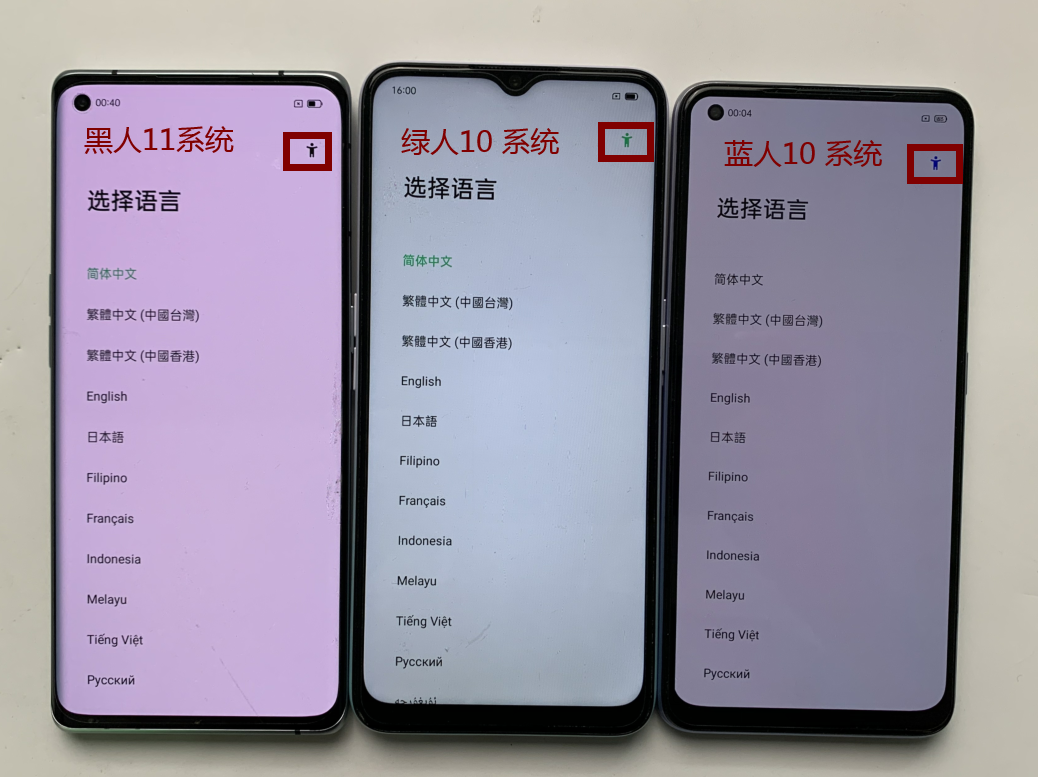 00:40
黑人11系统
选择语言
简体中文
繁體中文 (中國台灣)
繁體中文 (中國香港)
English
日本語
Filipino
Français
Indonesia
Melayu
Tiếng Việt
Русский
16:00
绿人10 系统
选择语言
简体中文
繁體中文 (中國台灣)
繁體中文 (中國香港)
English
日本語
Filipino
Français
Indonesia
Melayu
Tiếng Việt
Русский
00:04
蓝人10 系统
选择语言
简体中文
繁體中文 (中國台灣)
繁體中文 (中國香港)
English
日本語
Filipino
Français
Indonesia
Melayu
Tiếng Việt
Русский